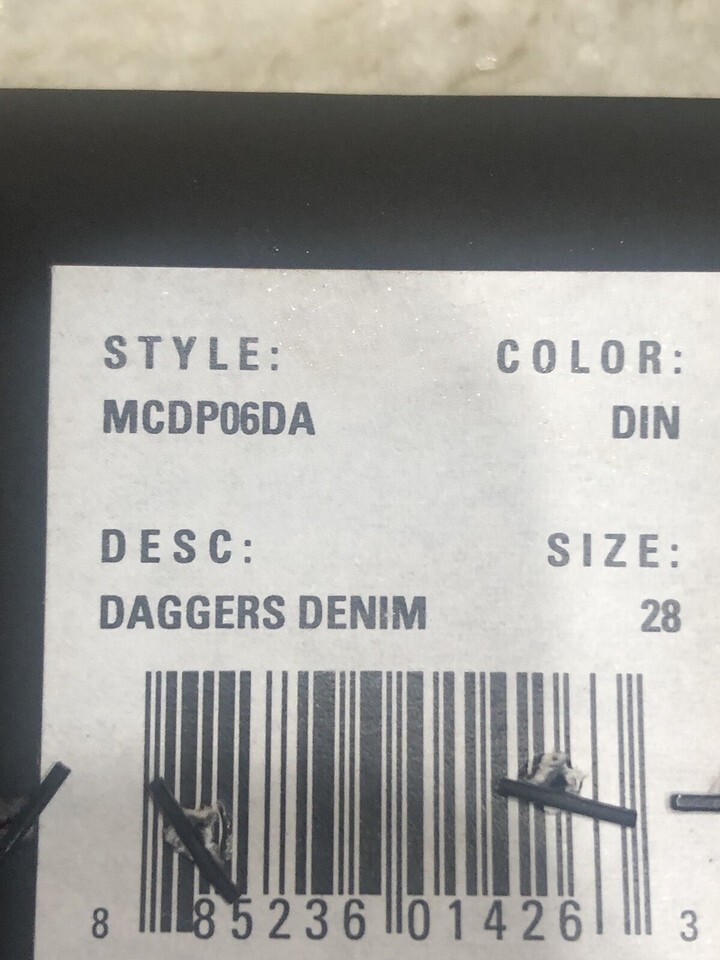 STYLE: COLOR:
MCDP06DA DIN
DESC: SIZE:
DAGGERS DENIM 28
8 85236 01426 3